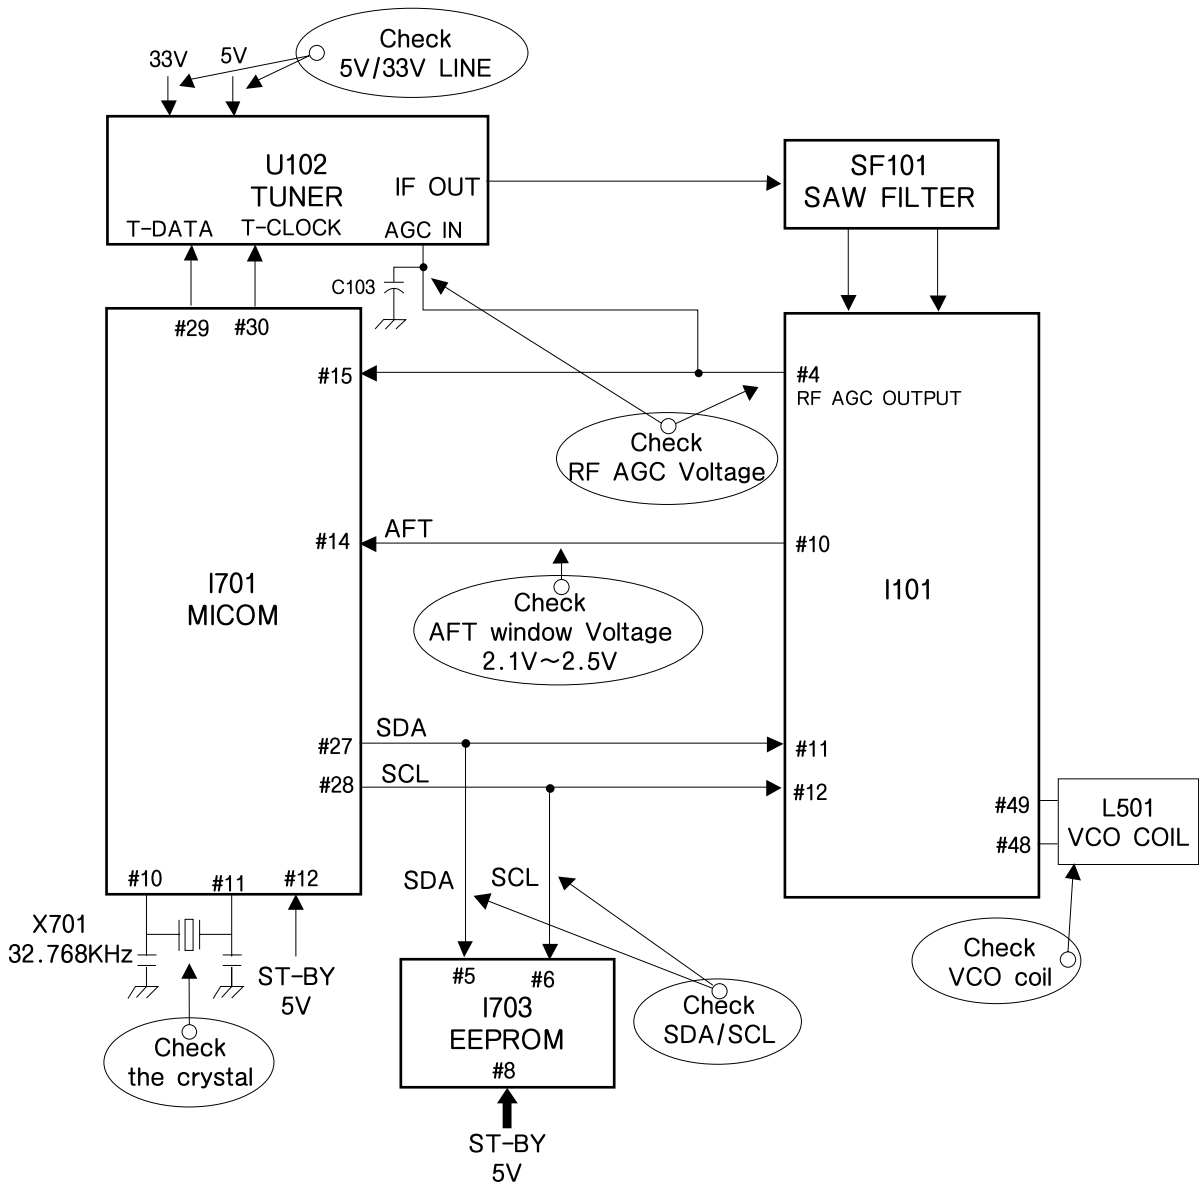 Check
5V/33V LINE
33V
5V
U102
TUNER
IF OUT
T-DATA
T-CLOCK
AGC IN
SF101
SAW FILTER
C103
#29
#30
#15
#4
RF AGC OUTPUT
Check
RF AGC Voltage
#14
AFT
#10
I701
MICOM
I101
Check
AFT window Voltage
2.1V~2.5V
#27
SDA
#11
#28
SCL
#12
#49
#48
L501
VCO COIL
#10
#11
#12
SDA
SCL
X701
32.768KHz
ST-BY
5V
Check
VCO coil
#5
#6
I703
EEPROM
#8
Check
SDA/SCL
Check
the crystal
ST-BY
5V